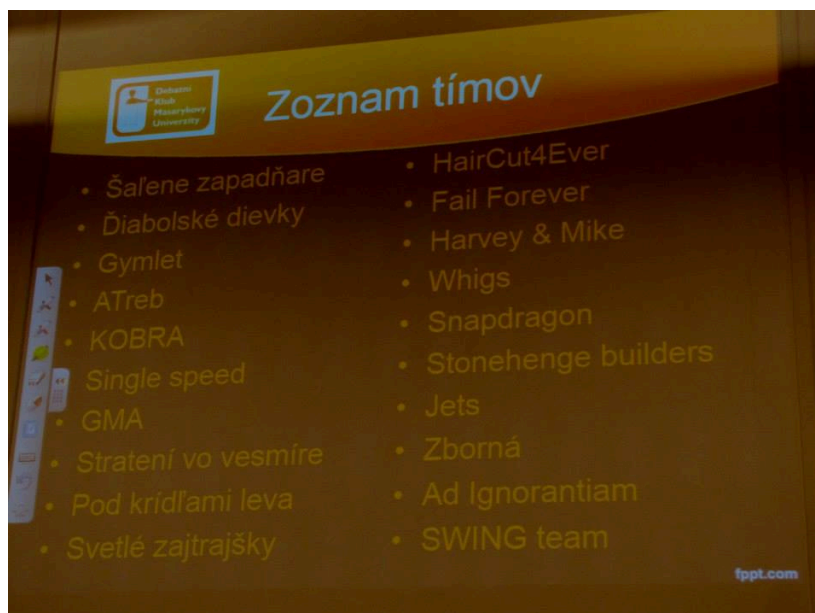 Debatní
Klub
Masarykovy
University
Zoznam tímov
• Šaľene zapadňare
• Ďiabolské dievky
• Gymlet
• ATreb
• KOBRA
• Single speed
• GMA
• Stratení vo vesmíre
• Pod krídľami leva
• Svetlé zajtrajšky
• HairCut4Ever
• Fail Forever
• Harvey & Mike
• Whigs
• Snapdragon
• Stonehenge builders
• Jets
• Zborná
• Ad Ignorantiam
• SWING team
fppt.com